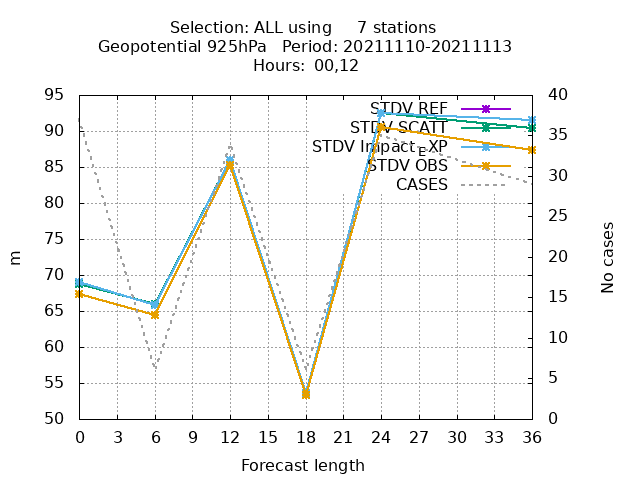 Selection: ALL using     7 stations
Geopotential 925hPa   Period: 20211110-20211113
Hours:  00,12
95 40
STDV REF
90 35
STDV SCATT
STDV Impact_EXP
85 30
STDV OBS
CASES
80 25
75 20
m
No cases
70
65 15
60 10
55 5
50 0
0 3 6 9 12 15 18 21 24 27 30 33 36
Forecast length